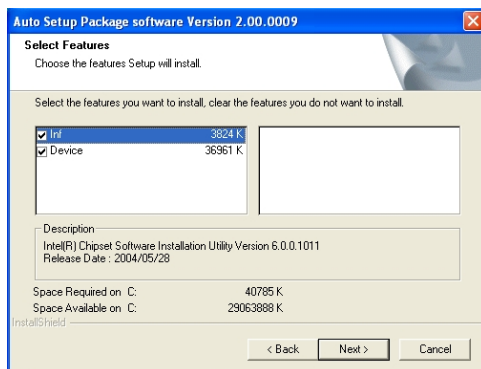 Auto Setup Package software Version 2.00.0009
Select Features
Choose the features Setup will install.
Select the features you want to install, clear the features you do not want to install.
Inf 3824 K
Device 36961 K
Description
Intel(R) Chipset Software Installation Utility Version 6.0.0.1011
Release Date : 2004/05/28
Space Required on C: 40785 K
Space Available on C: 29063888 K
InstallShield
< Back Next > Cancel